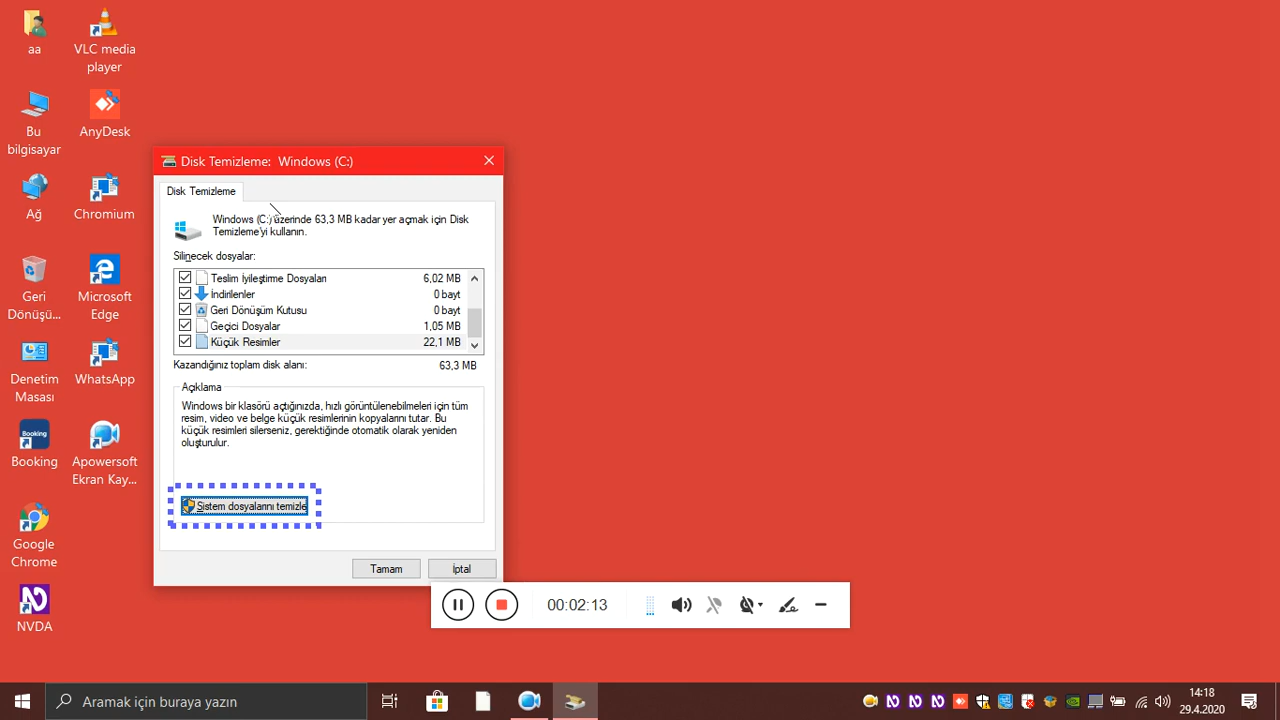 aa
VLC media
player
Bu
bilgisayar
AnyDesk
Ağ
Chromium
Geri
Dönüşü...
Microsoft
Edge
Denetim
Masası
WhatsApp
Booking
Booking
Apowersoft
Ekran Kay...
Google
Chrome
NVDA
Disk Temizleme: Windows (C:)
Disk Temizleme
Windows (C:) üzerinde 63,3 MB kadar yer açmak için Disk
Temizleme'yi kullanın.
Silinecek dosyalar:
Teslim İyileştirme Dosyaları 6,02 MB
İndirilenler 0 bayt
Geri Dönüşüm Kutusu 0 bayt
Geçici Dosyalar 1,05 MB
Küçük Resimler 22,1 MB
Kazandığınız toplam disk alanı: 63,3 MB
Açıklama
Windows bir klasörü açtığınızda, hızlı görüntülenebilmeleri için tüm
resim, video ve belge küçük resimlerinin kopyalarını tutar. Bu
küçük resimleri silerseniz, gerektiğinde otomatik olarak yeniden
oluşturulur.
Sistem dosyalarını temizle
Tamam
İptal
00:02:13
Aramak için buraya yazın
14:18
29.4.2020